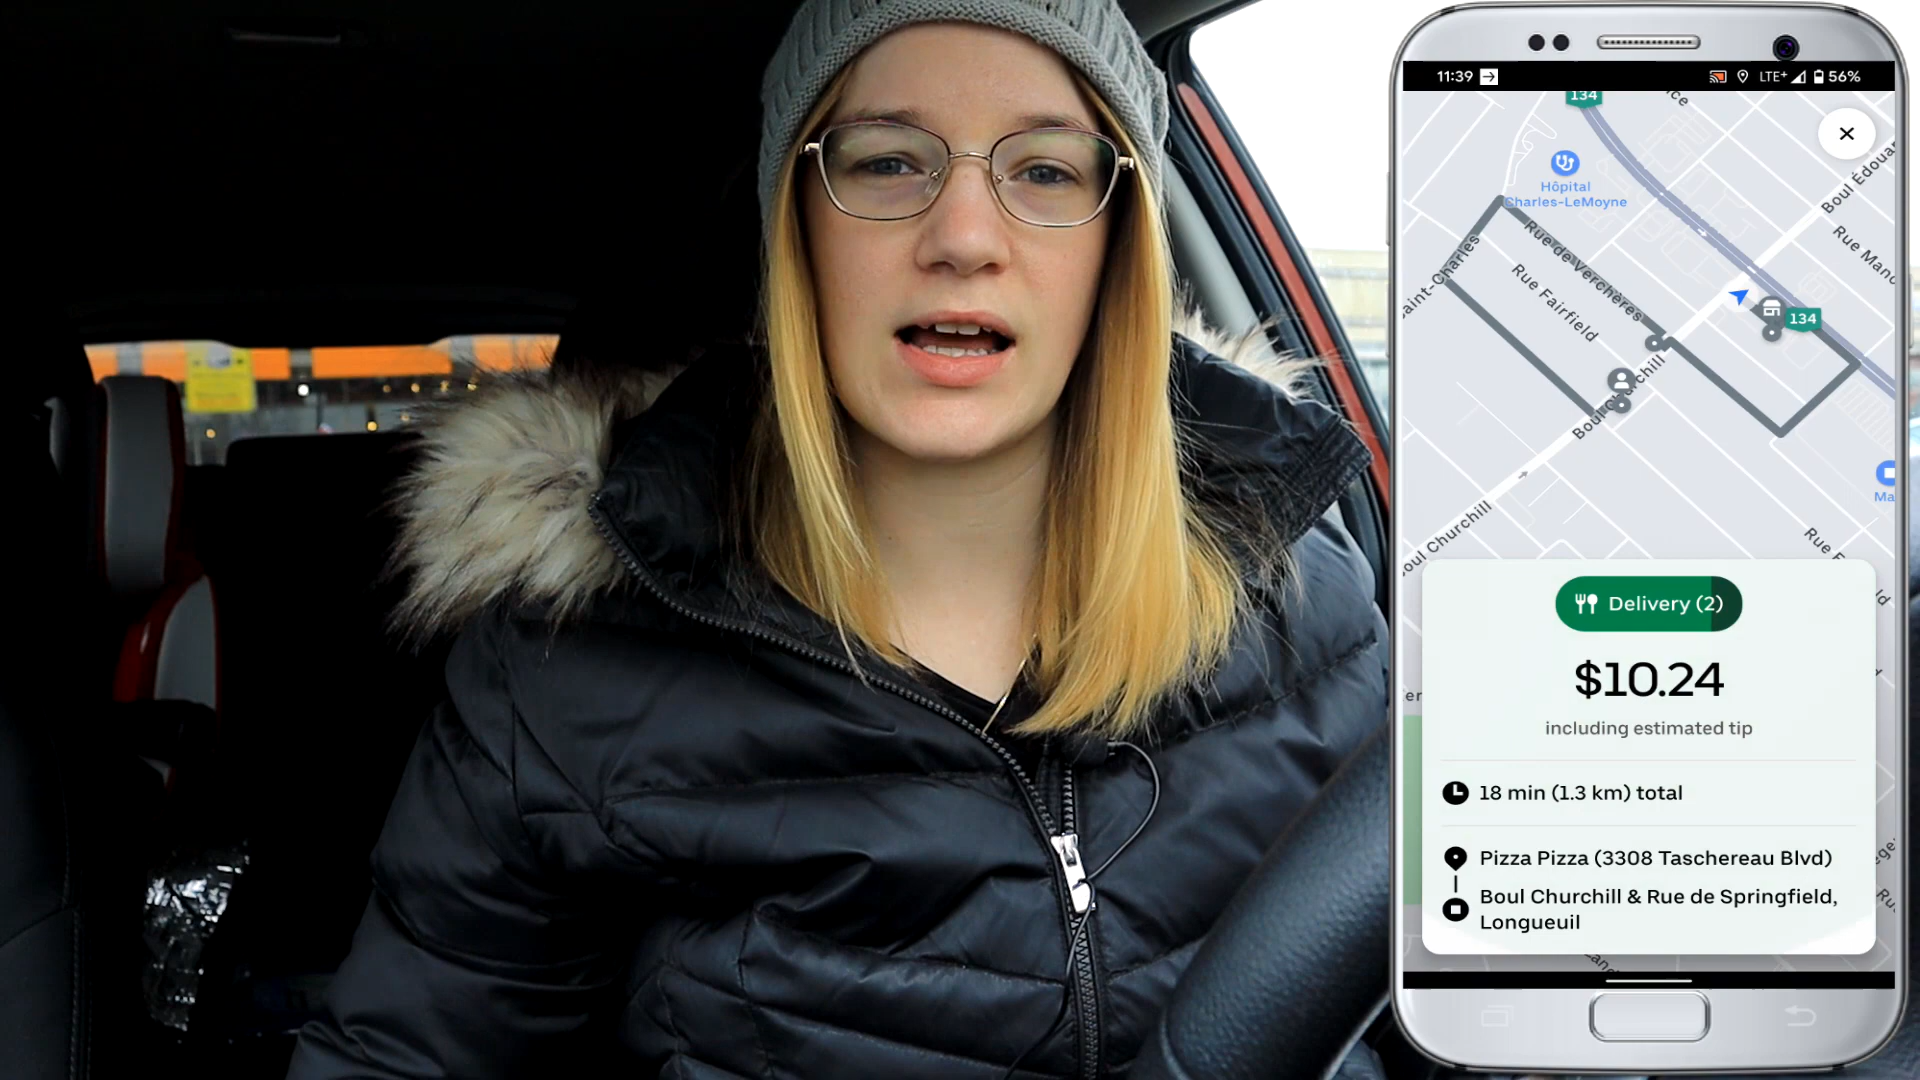 11:39
LTE+
56%
134
Hôpital
Charles-LeMoyne
Rue de Verchères
Rue Fairfield
Rue
134
Boul Churchill
Boul Churchill
Delivery (2)
$10.24
including estimated tip
18 min (1.3 km) total
Pizza Pizza (3308 Taschereau Blvd)
Boul Churchill & Rue de Springfield,
Longueuil